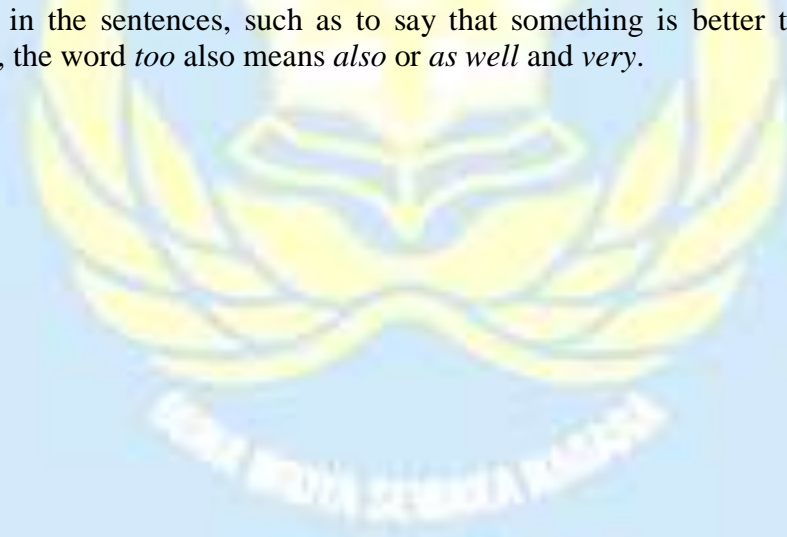 in the sentences, such as to say that something is better t
, the word too also means also or as well and very.